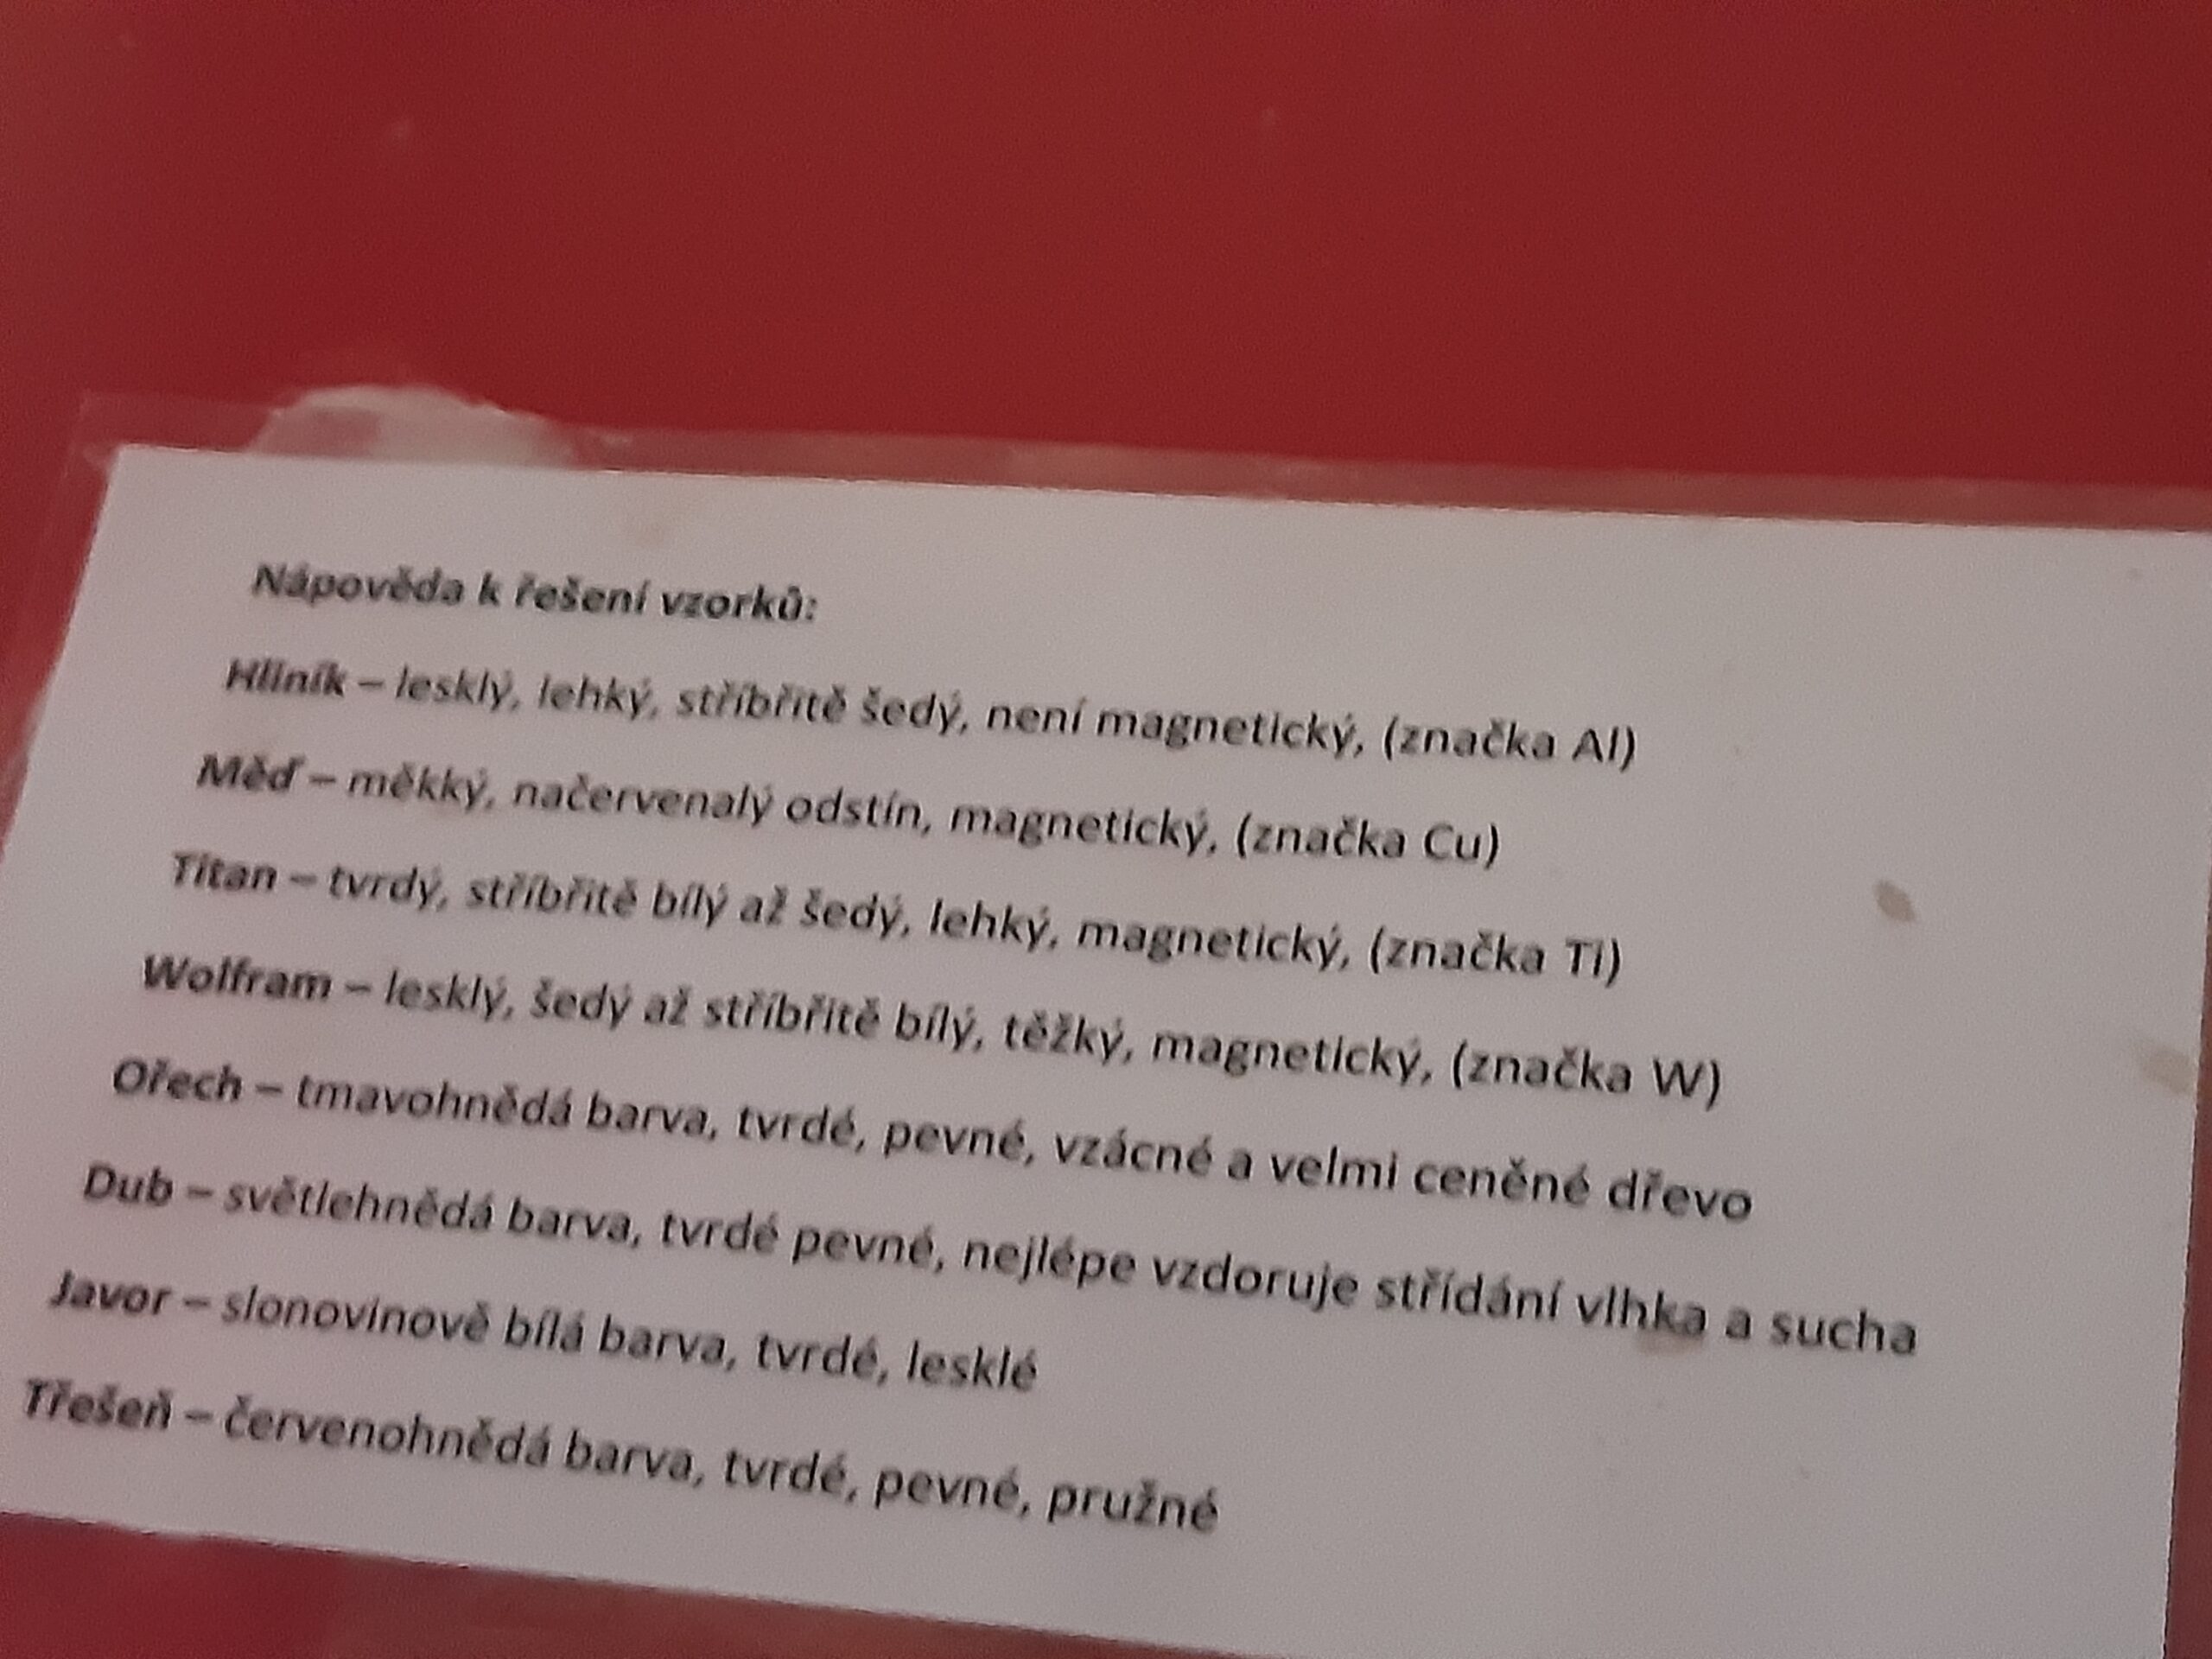 Nápověda k řešení vzorků:
Hliník – lesklý, lehký, stříbřitě šedý, není magnetický, (značka Al)
Měď – měkký, načervenalý odstín, magnetický, (značka Cu)
Titan – tvrdý, stříbřitě bílý až šedý, lehký, magnetický, (značka Ti)
Wolfram – lesklý, šedý až stříbřitě bílý, těžký, magnetický, (značka W)
Ořech – tmavohnědá barva, tvrdé, pevné, vzácné a velmi ceněné dřevo
Dub – světlehnědá barva, tvrdé pevné, nejlépe vzdoruje střídání vlhka a sucha
Javor – slonovinově bílá barva, tvrdé, lesklé
Třešeň – červenohnědá barva, tvrdé, pevné, pružné